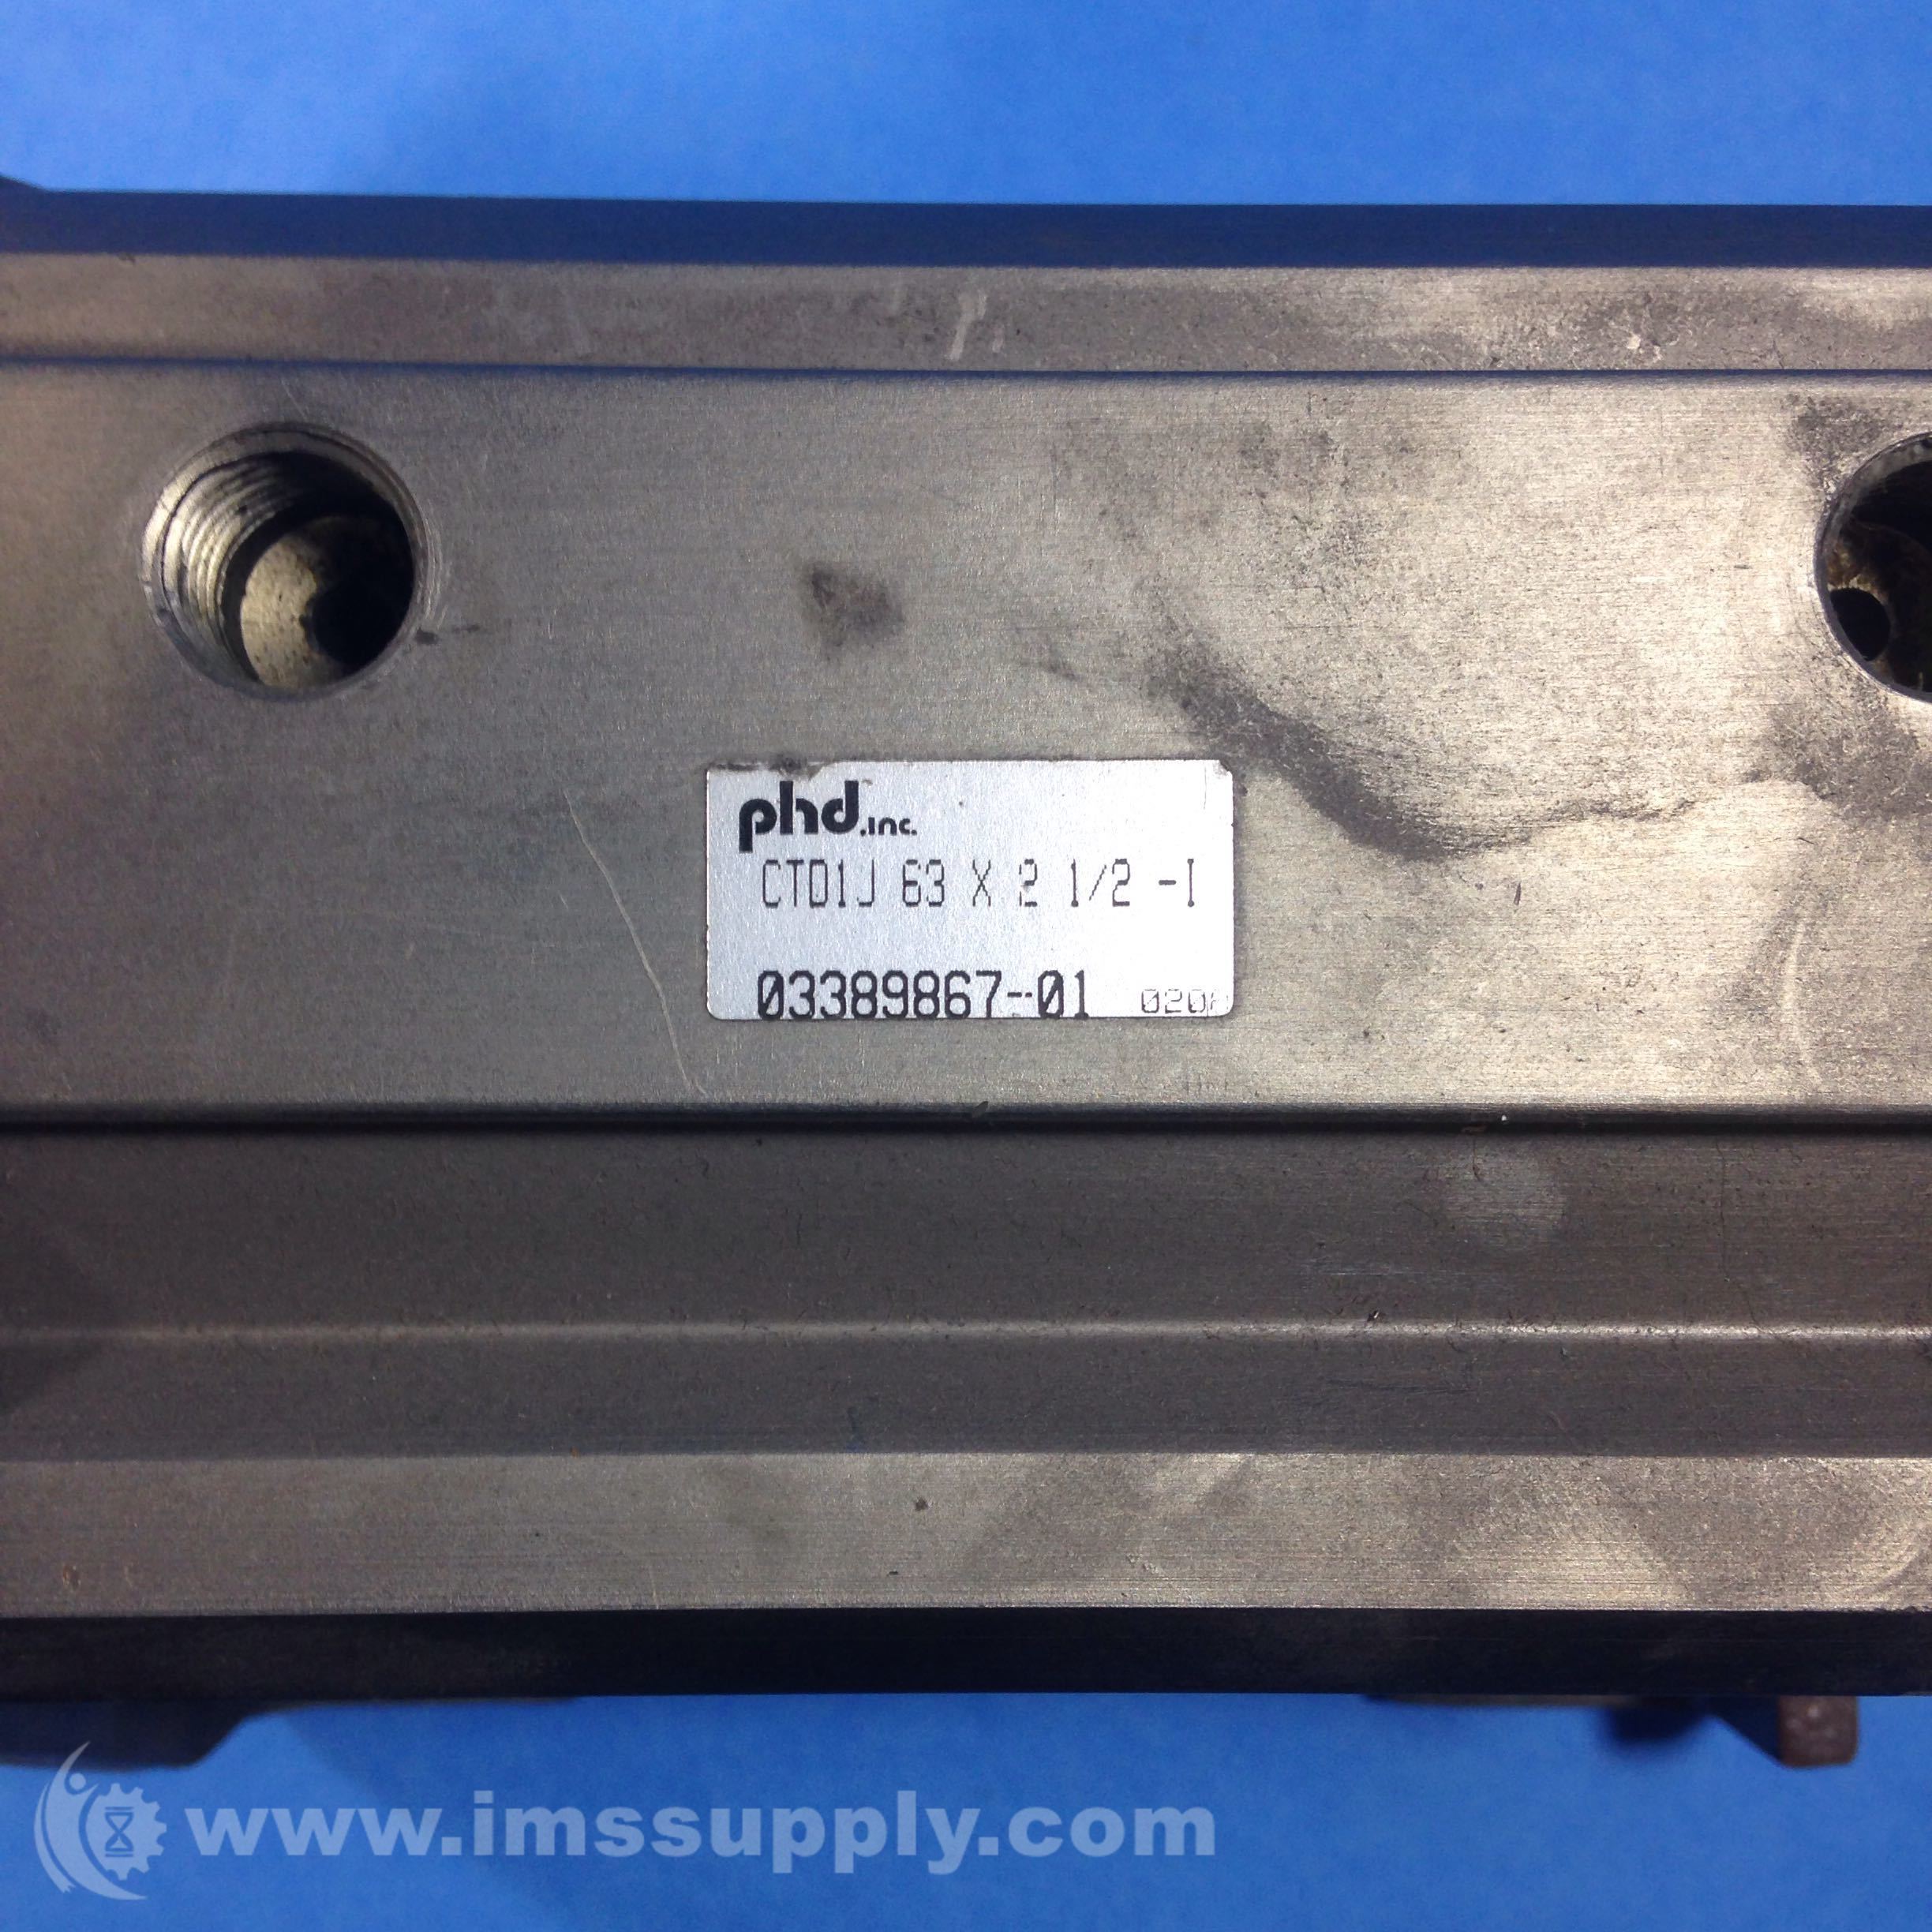 phd, inc.
CTD1J 63 X 2 1/2 -I
03389867-01
www.imssupply.com